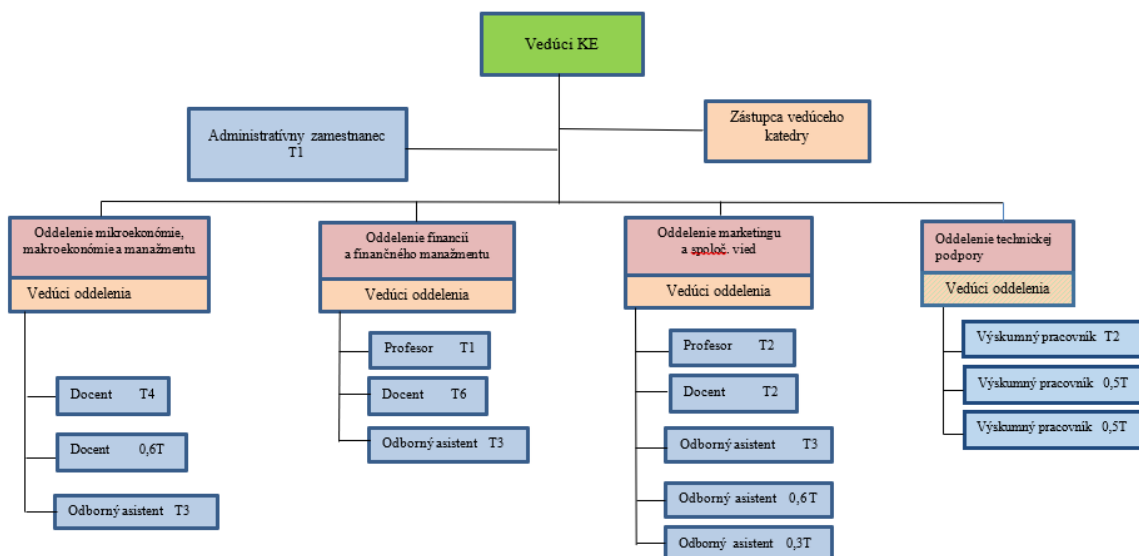 Vedúci KE
Administratívny zamestnanec
T1
Zástupca vedúceho
katedry
Oddelenie mikroekonómie,
makroekonómie a manažmentu
Vedúci oddelenia
Docent T4
Docent 0,6T
Odborný asistent T3
Oddelenie financií
a finančného manažmentu
Vedúci oddelenia
Profesor T1
Docent T6
Odborný asistent T3
Oddelenie marketingu
a spoloč. vied
Vedúci oddelenia
Profesor T2
Docent T2
Odborný asistent T3
Odborný asistent 0,6T
Odborný asistent 0,3T
Oddelenie technickej
podpory
Vedúci oddelenia
Výskumný pracovník T2
Výskumný pracovník 0,5T
Výskumný pracovník 0,5T